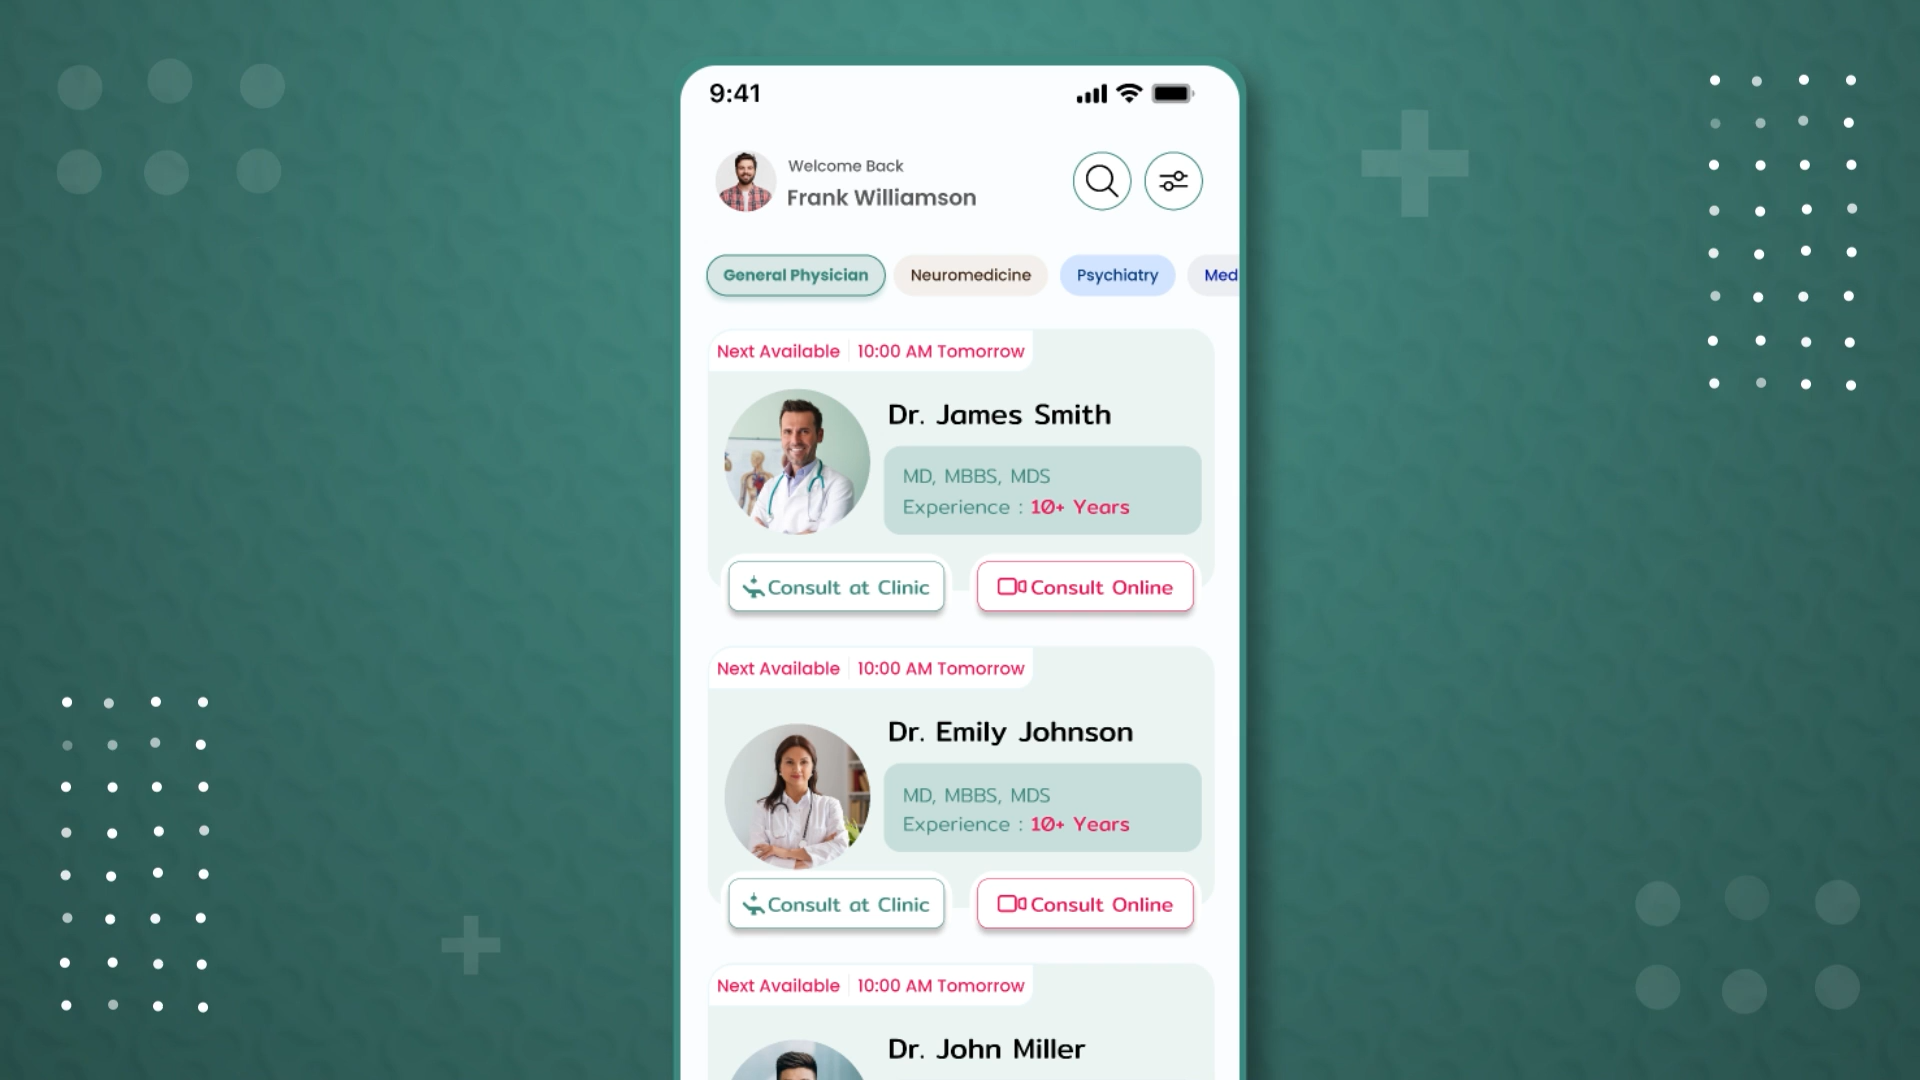 9:41
Welcome Back
Frank Williamson
General Physician Neuromedicine Psychiatry Med
Next Available 10:00 AM Tomorrow
Dr. James Smith
MD, MBBS, MDS
Experience : 10+ Years
Consult at Clinic Consult Online
Next Available 10:00 AM Tomorrow
Dr. Emily Johnson
MD, MBBS, MDS
Experience : 10+ Years
Consult at Clinic Consult Online
Next Available 10:00 AM Tomorrow
Dr. John Miller